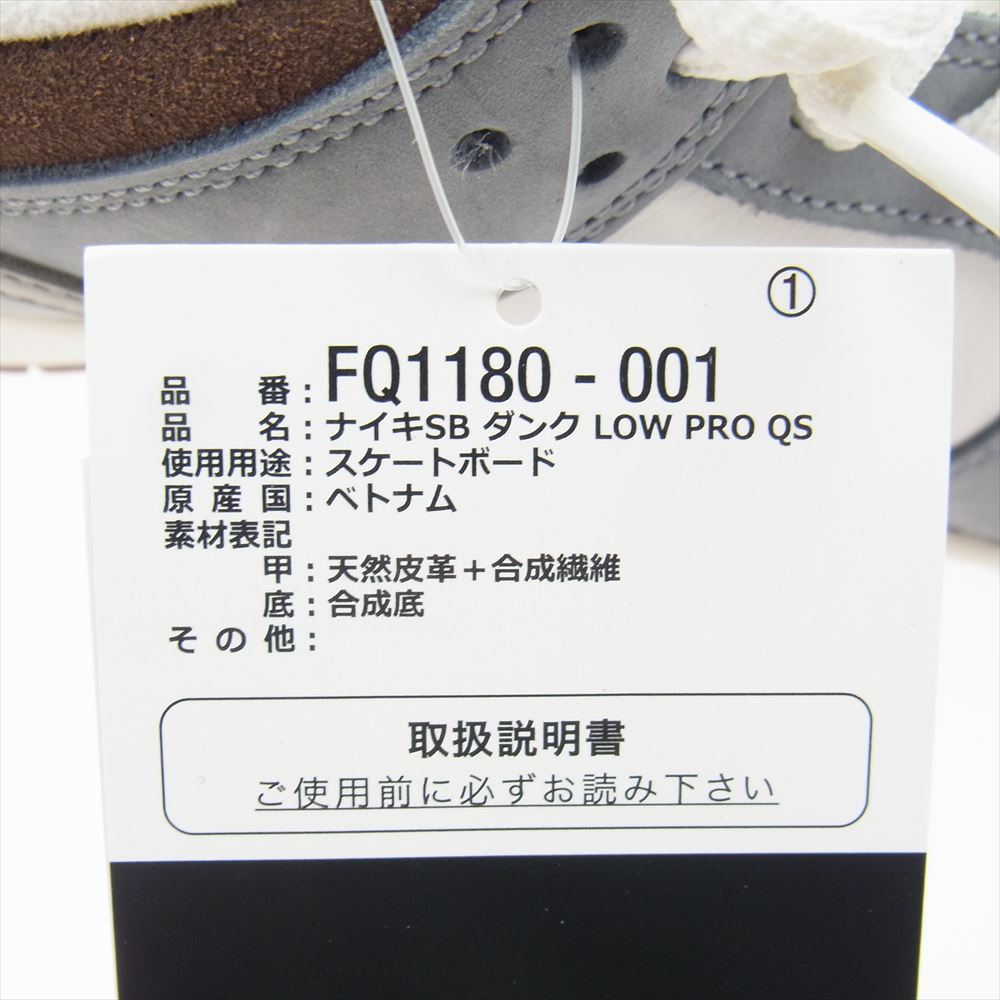 ①
品番：FQ1180 - 001
品名：ナイキSB ダンク LOW PRO QS
使用用途：スケートボード
原産国：ベトナム
素材表記
甲：天然皮革＋合成繊維
底：合成底
その他：
取扱説明書
ご使用前に必ずお読み下さい